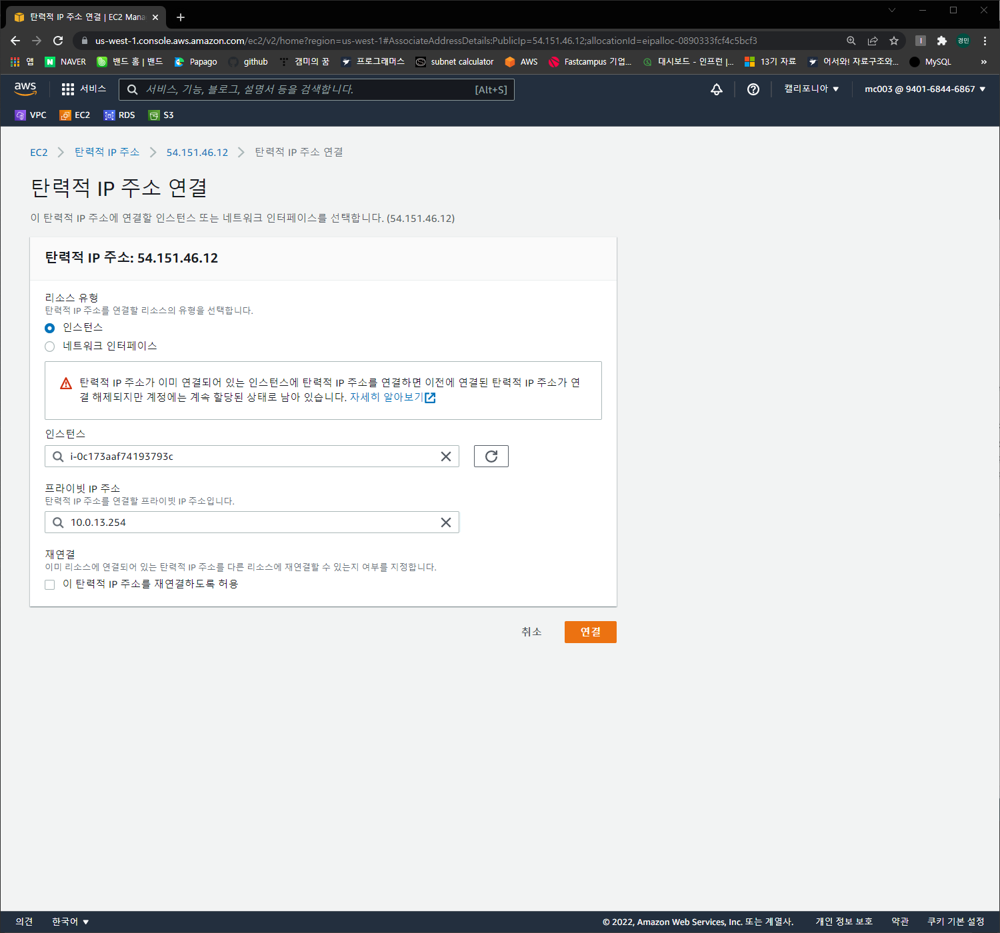 탄력적 IP 주소 연결 | EC2 Mana
us-west-1.console.aws.amazon.com/ec2/v2/home?region=us-west-1#AssociateAddressDetails:PublicIp=54.151.46.12;allocationId=eipalloc-0890333fcf4c5bcf3
경민
앱 NAVER 밴드 홈 | 밴드 Papago github 캠미의 꿈 프로그래머스 subnet calculator AWS Fastcampus 기업... 대시보드 - 인프런 |... 13기 자료 어서와! 자료구조와... MySQL »
aws 서비스 서비스, 기능, 블로그, 설명서 등을 검색합니다. [Alt+S] 캘리포니아 ▼ mc003 @ 9401-6844-6867 ▼
VPC EC2 RDS S3
EC2 > 탄력적 IP 주소 > 54.151.46.12 > 탄력적 IP 주소 연결
탄력적 IP 주소 연결
이 탄력적 IP 주소에 연결할 인스턴스 또는 네트워크 인터페이스를 선택합니다. (54.151.46.12)
탄력적 IP 주소: 54.151.46.12
리소스 유형
탄력적 IP 주소를 연결할 리소스의 유형을 선택합니다.
인스턴스
네트워크 인터페이스
탄력적 IP 주소가 이미 연결되어 있는 인스턴스에 탄력적 IP 주소를 연결하면 이전에 연결된 탄력적 IP 주소가 연
결 해제되지만 계정에는 계속 할당된 상태로 남아 있습니다. 자세히 알아보기
인스턴스
i-0c173aaf74193793c
프라이빗 IP 주소
탄력적 IP 주소를 연결할 프라이빗 IP 주소입니다.
10.0.13.254
재연결
이미 리소스에 연결되어 있는 탄력적 IP 주소를 다른 리소스에 재연결할 수 있는지 여부를 지정합니다.
이 탄력적 IP 주소를 재연결하도록 허용
취소 연결
의견 한국어 ▼ © 2022, Amazon Web Services, Inc. 또는 계열사. 개인 정보 보호 약관 쿠키 기본 설정